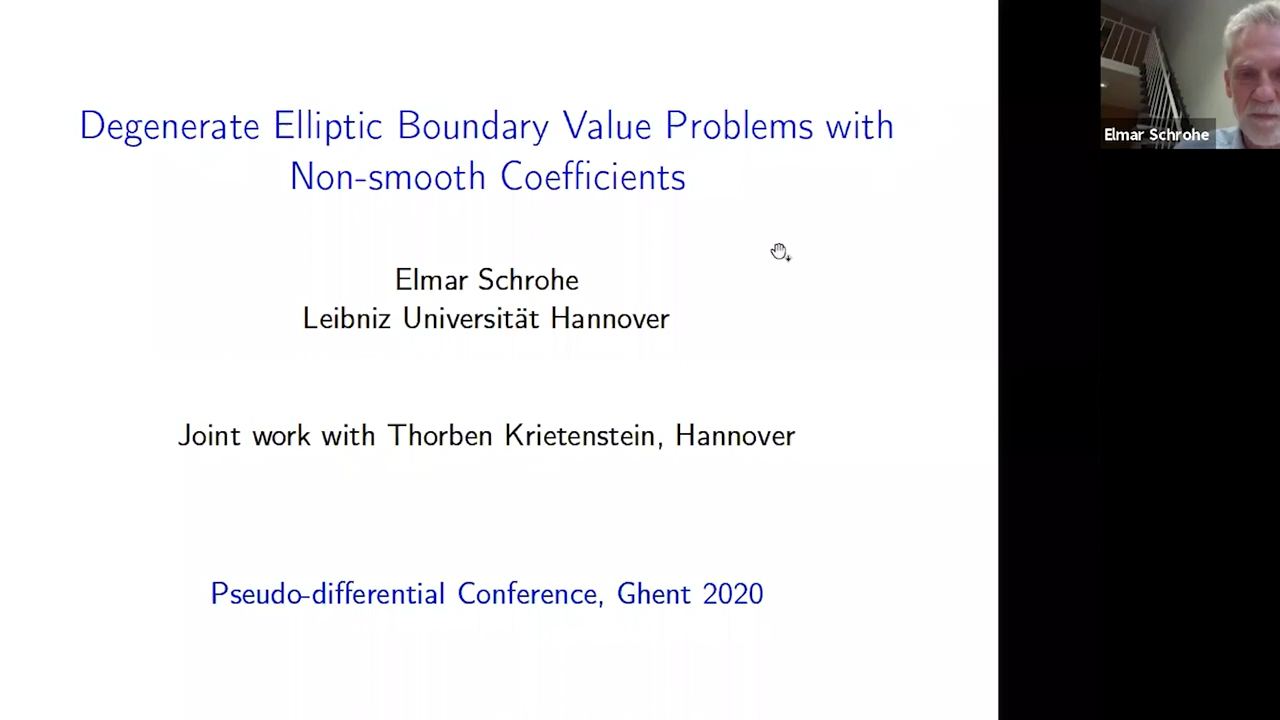 Degenerate Elliptic Boundary Value Problems with
Non-smooth Coefficients
Elmar Schrohe
Leibniz Universität Hannover
Joint work with Thorben Krietenstein, Hannover
Pseudo-differential Conference, Ghent 2020
Elmar Schrohe